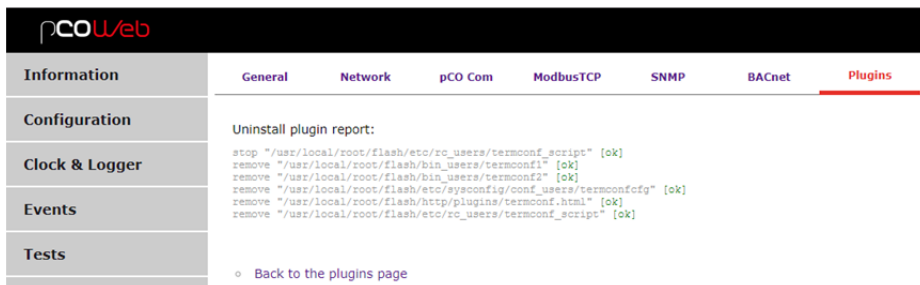 pCOWeb
Information
General Network pCO Com ModbusTCP SNMP BACnet Plugins
Configuration
Uninstall plugin report:
stop "/usr/local/root/flash/etc/rc_users/termconf_script" [ok]
remove "/usr/local/root/flash/bin_users/termconf1" [ok]
remove "/usr/local/root/flash/bin_users/termconf2" [ok]
remove "/usr/local/root/flash/etc/sysconfig/conf_users/termconfcfg" [ok]
remove "/usr/local/root/flash/http/plugins/termconf.html" [ok]
remove "/usr/local/root/flash/etc/rc_users/termconf_script" [ok]
Clock & Logger
Events
Tests
Back to the plugins page